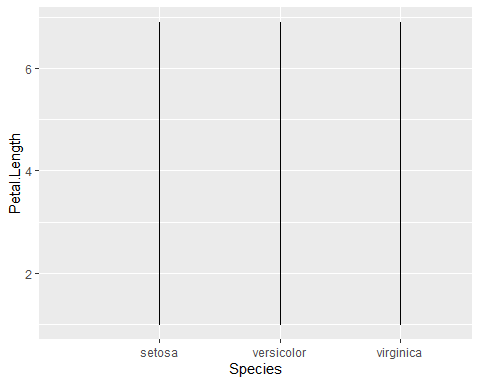 Petal.Length
6
4
2
setosa versicolor virginica
Species